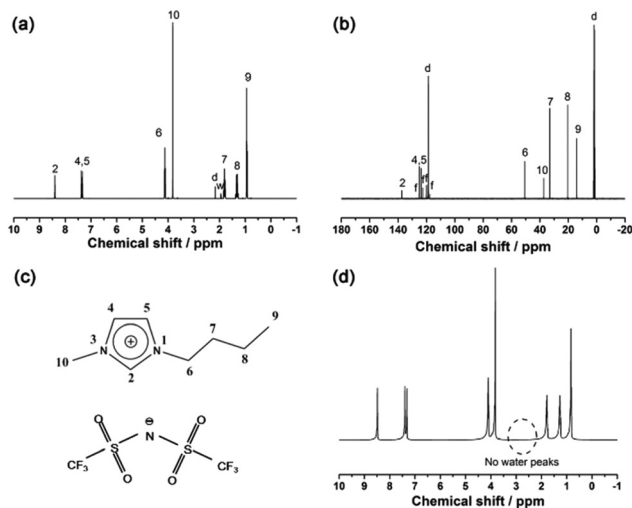 (a)
10
9
6
2
4,5
d
w
7
8
10 9 8 7 6 5 4 3 2 1 0 -1
Chemical shift / ppm
(b)
d
d
7
8
4,5
6
9
10
2
f
f
f
f
180 160 140 120 100 80 60 40 20 0 -20
Chemical shift / ppm
(c)
4 5
9
3 N
N 1
7
⊕
10
2
6
8
O
⊖
O
S
N
S
CF3
O
O
CF3
(d)
No water peaks
10 9 8 7 6 5 4 3 2 1 0
Chemical shift / ppm